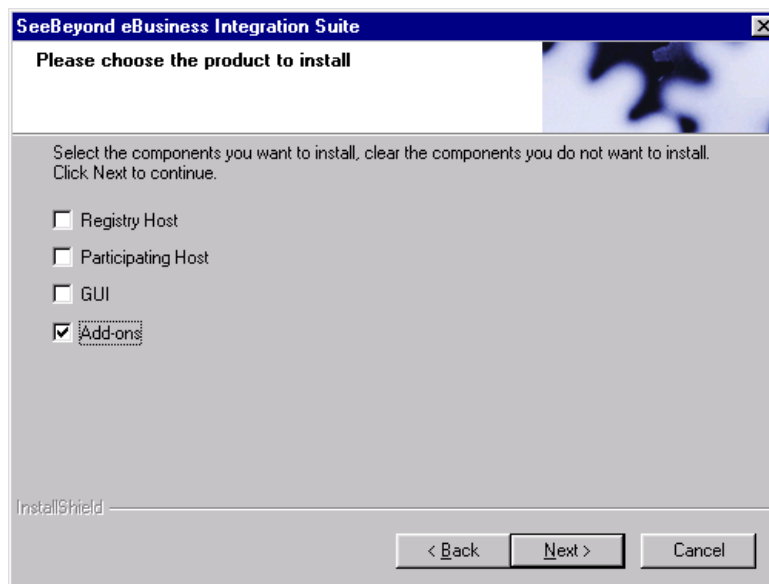 SeeBeyond eBusiness Integration Suite
Please choose the product to install
Select the components you want to install, clear the components you do not want to install.
Click Next to continue.
Registry Host
Participating Host
GUI
Add-ons
InstallShield
< Back
Next >
Cancel